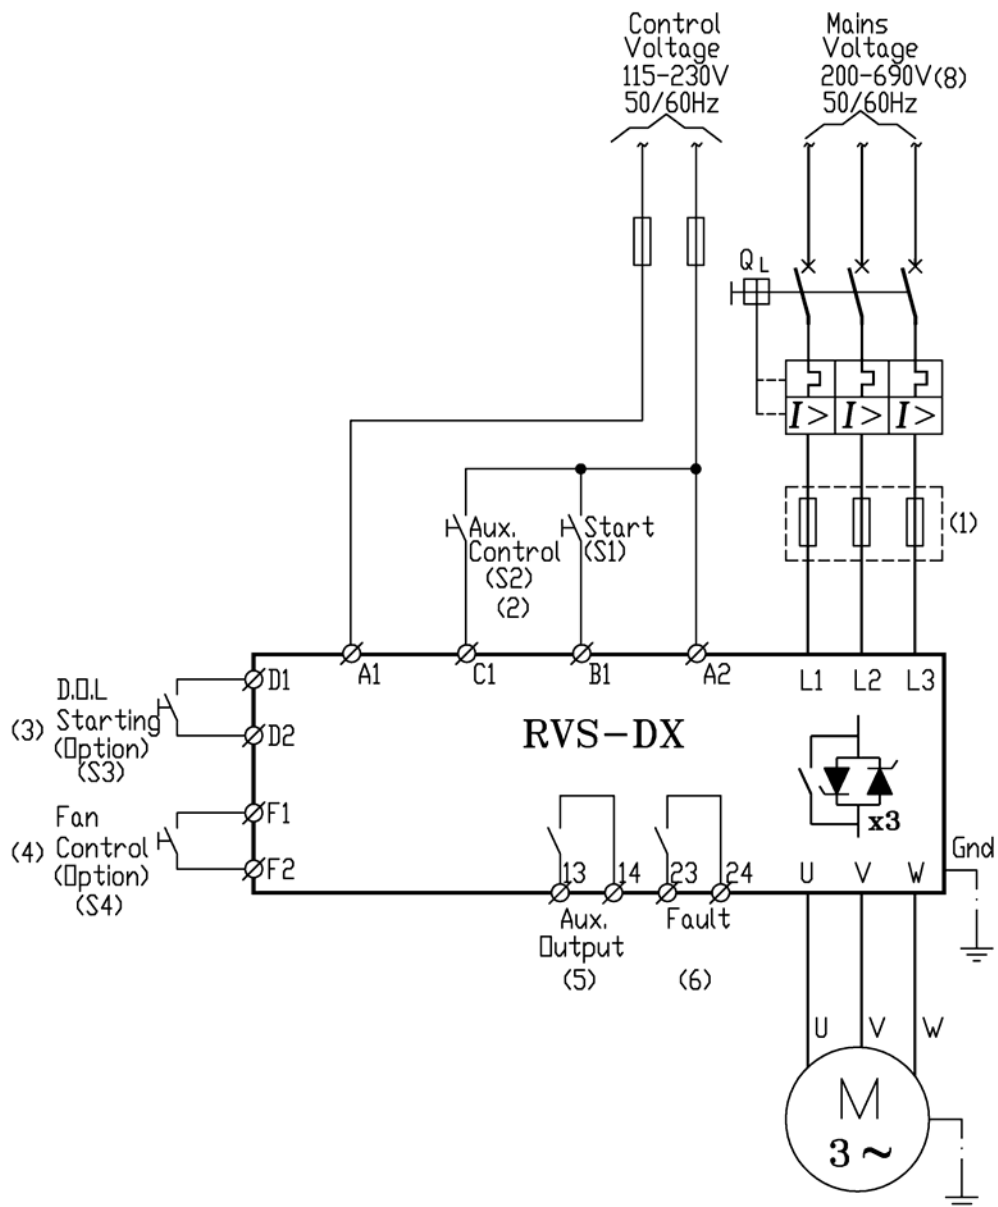 Control
Voltage
115-230V
50/60Hz
Mains
Voltage
200-690V(8)
50/60Hz
QL
I> I> I>
(1)
Aux.
Control
(S2)
(2)
Start
(S1)
A1 C1 B1 A2 L1 L2 L3
D.O.L
Starting
(Option)
(S3)
(3)
D1
D2
RVS-DX
x3
Fan
Control
(Option)
(S4)
(4)
F1
F2
13 14 23 24 U V W
Gnd
Aux.
Output
(5)
Fault
(6)
U V W
M
3~